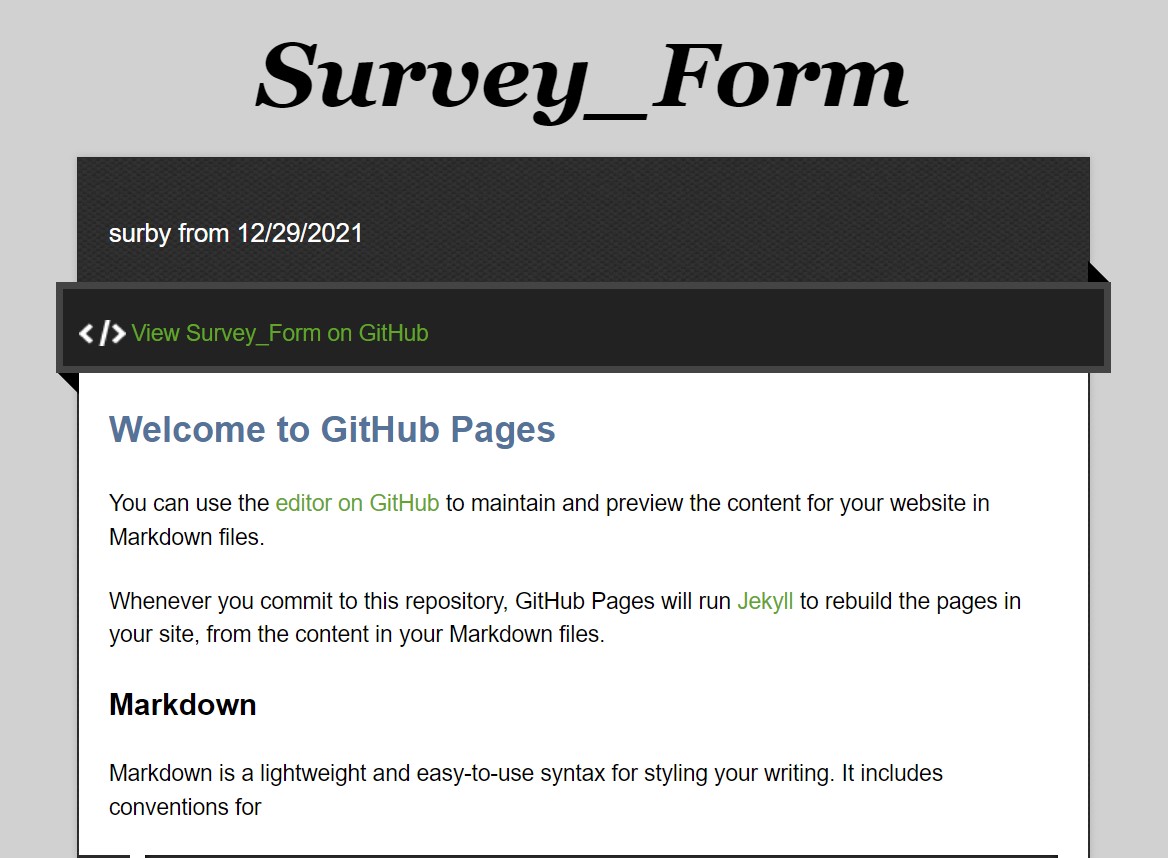 Survey_Form
surby from 12/29/2021
</> View Survey_Form on GitHub
Welcome to GitHub Pages
You can use the editor on GitHub to maintain and preview the content for your website in
Markdown files.
Whenever you commit to this repository, GitHub Pages will run Jekyll to rebuild the pages in
your site, from the content in your Markdown files.
Markdown
Markdown is a lightweight and easy-to-use syntax for styling your writing. It includes
conventions for